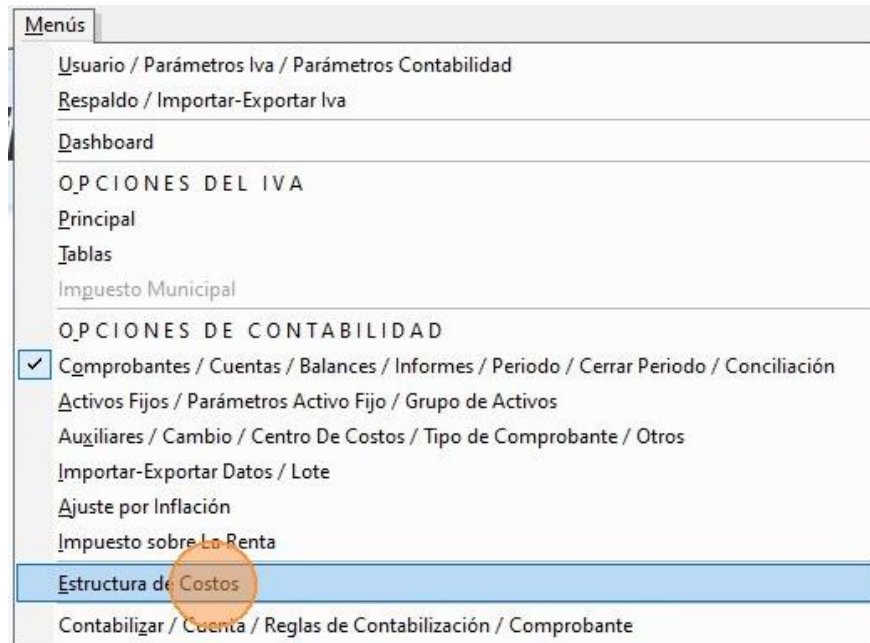 Menús
Usuario / Parámetros Iva / Parámetros Contabilidad
Respaldo / Importar-Exportar Iva
Dashboard
OPCIONES DEL IVA
Principal
Tablas
Impuesto Municipal
OPCIONES DE CONTABILIDAD
Comprobantes / Cuentas / Balances / Informes / Periodo / Cerrar Periodo / Conciliación
Activos Fijos / Parámetros Activo Fijo / Grupo de Activos
Auxiliares / Cambio / Centro De Costos / Tipo de Comprobante / Otros
Importar-Exportar Datos / Lote
Ajuste por Inflación
Impuesto sobre La Renta
Estructura de Costos
Contabilizar / Cuenta / Reglas de Contabilización / Comprobante